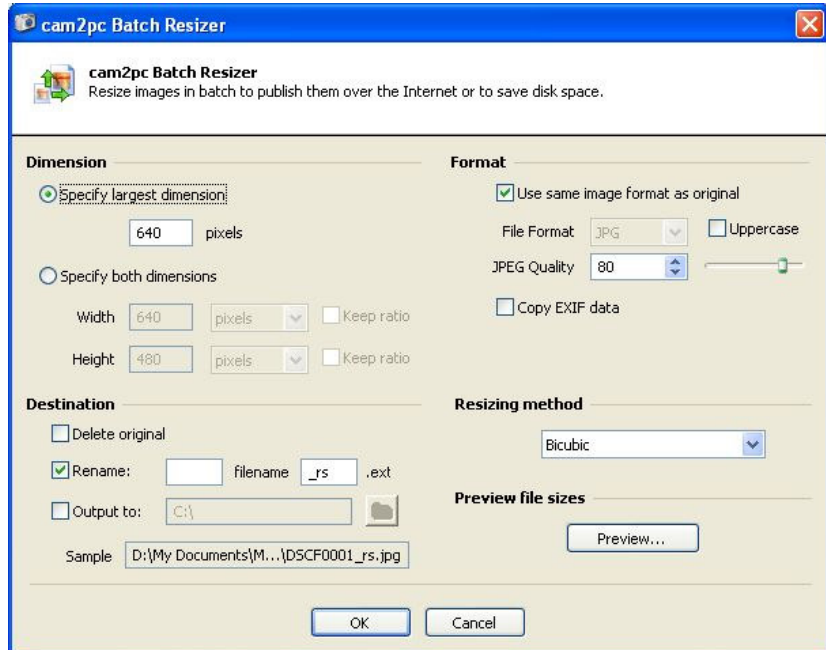 cam2pc Batch Resizer
cam2pc Batch Resizer
Resize images in batch to publish them over the Internet or to save disk space.
Dimension
Specify largest dimension
640 pixels
Specify both dimensions
Width 640 pixels Keep ratio
Height 480 pixels Keep ratio
Format
Use same image format as original
File Format JPG Uppercase
JPEG Quality 80
Copy EXIF data
Destination
Delete original
Rename: filename _rs .ext
Output to: C:\
Sample D:\My Documents\M...\DSCF0001_rs.jpg
Resizing method
Bicubic
Preview file sizes
Preview...
OK Cancel